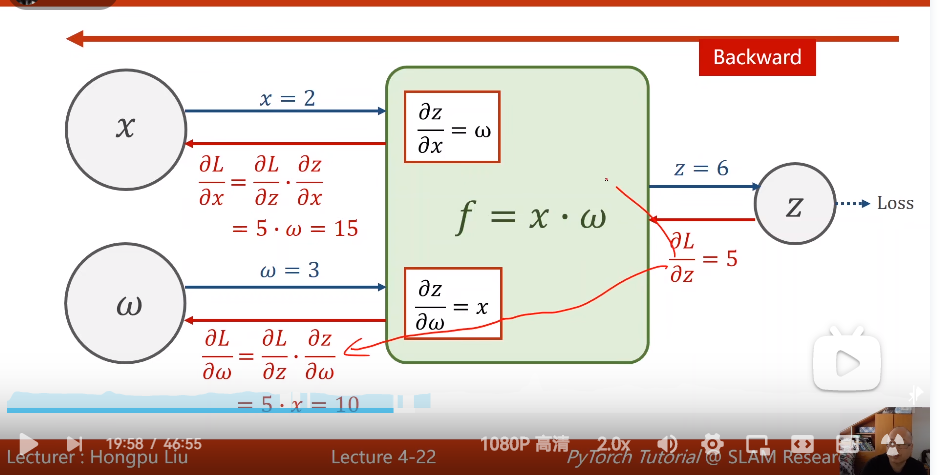 Backward
x
x = 2
∂z/∂x = ω
∂L/∂x = ∂L/∂z · ∂z/∂x
= 5 · ω = 15
f = x · ω
z = 6
z
Loss
∂L/∂z = 5
ω
ω = 3
∂z/∂ω = x
∂L/∂ω = ∂L/∂z · ∂z/∂ω
= 5 · x = 10
19:58 / 46:55
1080P 高清
2.0x
Lecturer : Hongpu Liu
Lecture 4-22
PyTorch Tutorial @ SLAM Resear